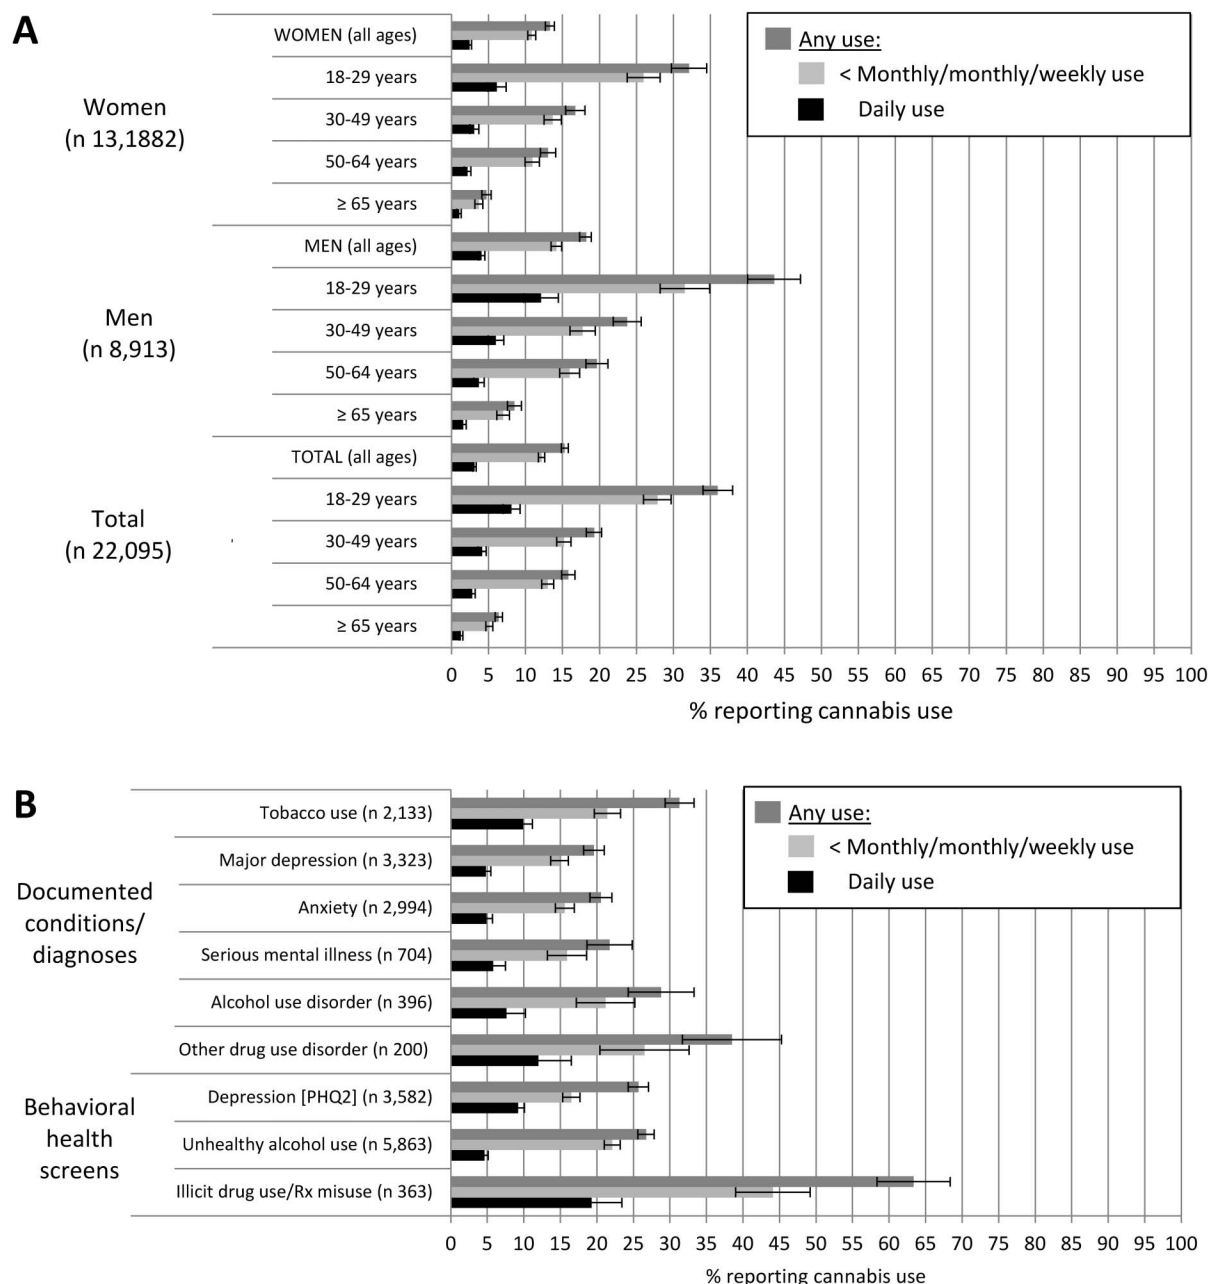 A
Any use:
< Monthly/monthly/weekly use
Daily use
Women
(n 13,1882)
WOMEN (all ages)
18-29 years
30-49 years
50-64 years
≥ 65 years
Men
(n 8,913)
MEN (all ages)
18-29 years
30-49 years
50-64 years
≥ 65 years
Total
(n 22,095)
TOTAL (all ages)
18-29 years
30-49 years
50-64 years
≥ 65 years
0 5 10 15 20 25 30 35 40 45 50 55 60 65 70 75 80 85 90 95 100
% reporting cannabis use
B
Any use:
< Monthly/monthly/weekly use
Daily use
Documented
conditions/
diagnoses
Tobacco use (n 2,133)
Major depression (n 3,323)
Anxiety (n 2,994)
Serious mental illness (n 704)
Alcohol use disorder (n 396)
Other drug use disorder (n 200)
Behavioral
health
screens
Depression [PHQ2] (n 3,582)
Unhealthy alcohol use (n 5,863)
Illicit drug use/Rx misuse (n 363)
0 5 10 15 20 25 30 35 40 45 50 55 60 65 70 75 80 85 90 95 100
% reporting cannabis use